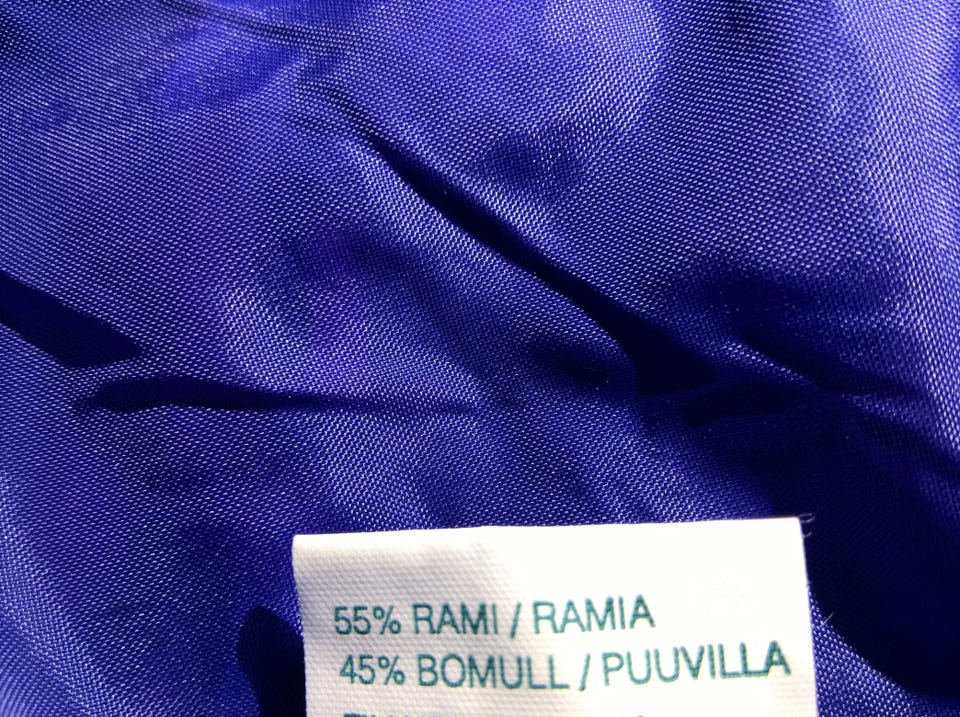 55% RAMI / RAMIA
45% BOMULL / PUUVILLA